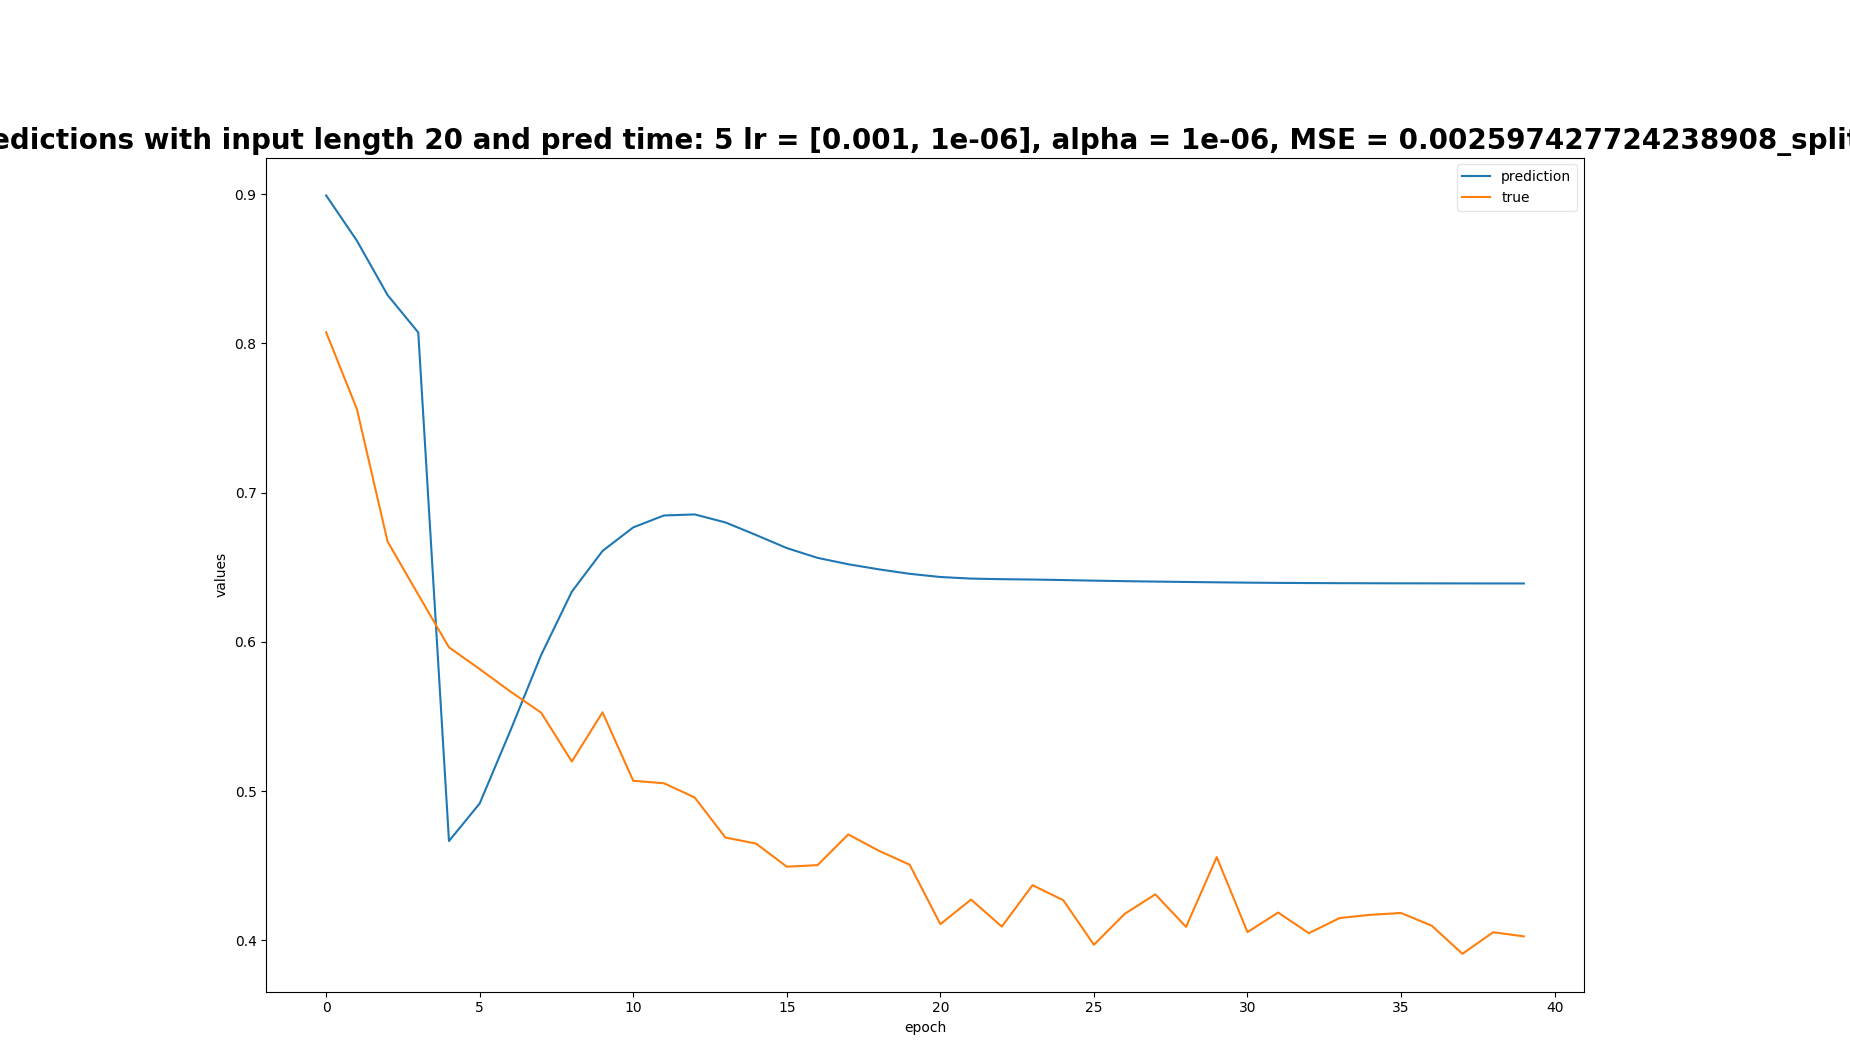 with input length 20 and pred time: 5 lr = [0.001, 1e-06], alpha = 1e-06, MSE = 0.002597427724238908_split
prediction
true
0.9
0.8
0.7
0.6
0.5
0.4
values
0 5 10 15 20 25 30 35 40
epoch